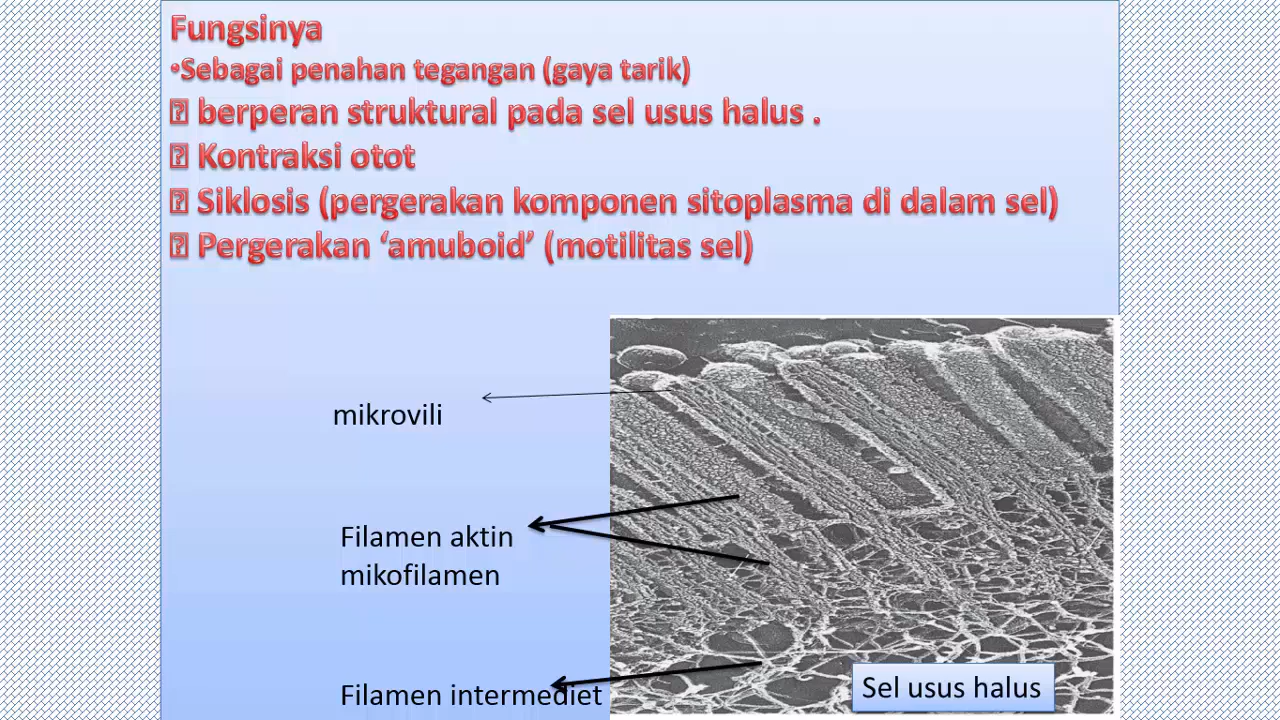 Fungsinya
•Sebagai penahan tegangan (gaya tarik)
berperan struktural pada sel usus halus .
Kontraksi otot
Siklosis (pergerakan komponen sitoplasma di dalam sel)
Pergerakan ‘amuboid’ (motilitas sel)
mikrovili
Filamen aktin
mikofilamen
Filamen intermediet
Sel usus halus